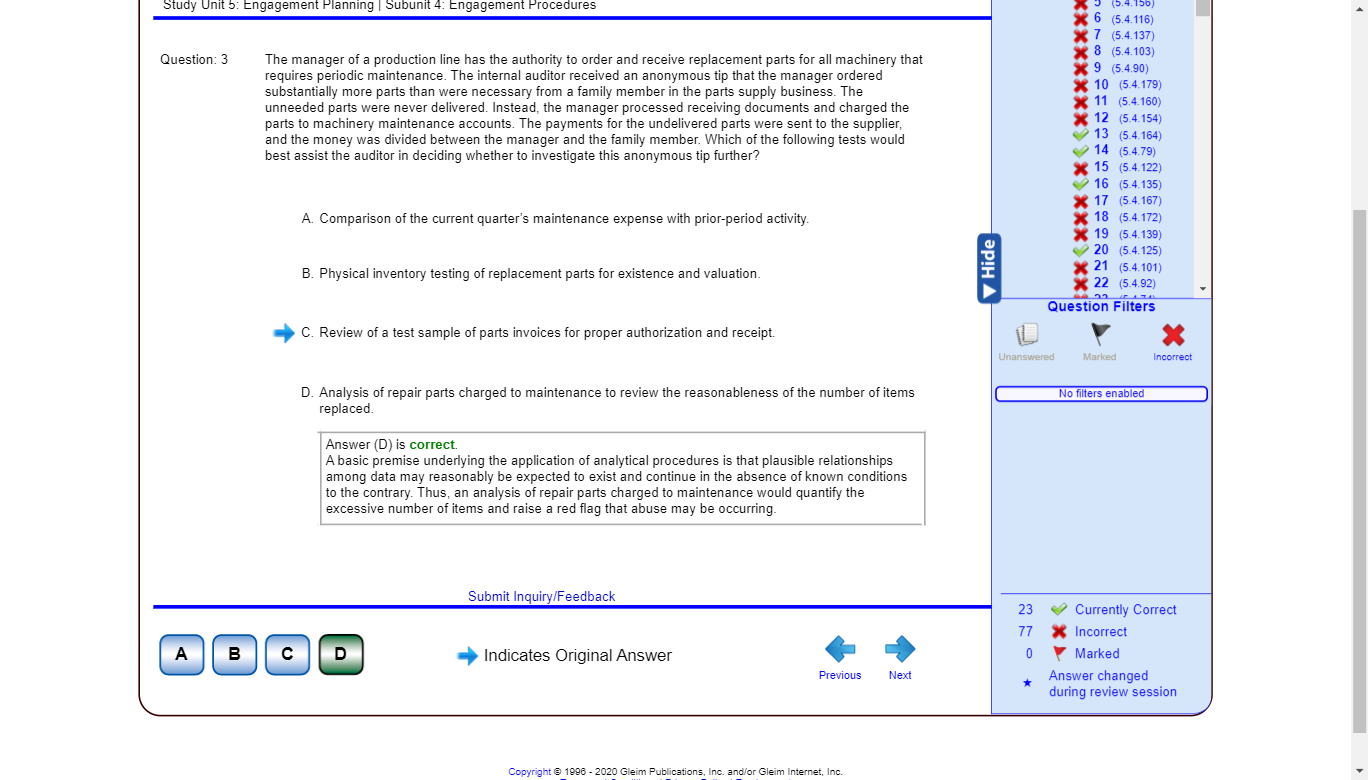 Study Unit 5: Engagement Planning | Subunit 4: Engagement Procedures
Question: 3
The manager of a production line has the authority to order and receive replacement parts for all machinery that
requires periodic maintenance. The internal auditor received an anonymous tip that the manager ordered
substantially more parts than were necessary from a family member in the parts supply business. The
unneeded parts were never delivered. Instead, the manager processed receiving documents and charged the
parts to machinery maintenance accounts. The payments for the undelivered parts were sent to the supplier,
and the money was divided between the manager and the family member. Which of the following tests would
best assist the auditor in deciding whether to investigate this anonymous tip further?
A. Comparison of the current quarter's maintenance expense with prior-period activity.
B. Physical inventory testing of replacement parts for existence and valuation.
C. Review of a test sample of parts invoices for proper authorization and receipt.
D. Analysis of repair parts charged to maintenance to review the reasonableness of the number of items
replaced.
Answer (D) is correct.
A basic premise underlying the application of analytical procedures is that plausible relationships
among data may reasonably be expected to exist and continue in the absence of known conditions
to the contrary. Thus, an analysis of repair parts charged to maintenance would quantify the
excessive number of items and raise a red flag that abuse may be occurring.
Submit Inquiry/Feedback
A B C D
Indicates Original Answer
Previous
Next
5 (5.4.156)
6 (5.4.116)
7 (5.4.137)
8 (5.4.103)
9 (5.4.90)
10 (5.4.179)
11 (5.4.160)
12 (5.4.154)
13 (5.4.164)
14 (5.4.79)
15 (5.4.122)
16 (5.4.135)
17 (5.4.167)
18 (5.4.172)
19 (5.4.139)
20 (5.4.125)
21 (5.4.101)
22 (5.4.92)
Hide
Question Filters
Unanswered
Marked
Incorrect
No filters enabled
23 Currently Correct
77 Incorrect
0 Marked
Answer changed
during review session
Copyright © 1996 - 2020 Gleim Publications, Inc. and/or Gleim Internet, Inc.